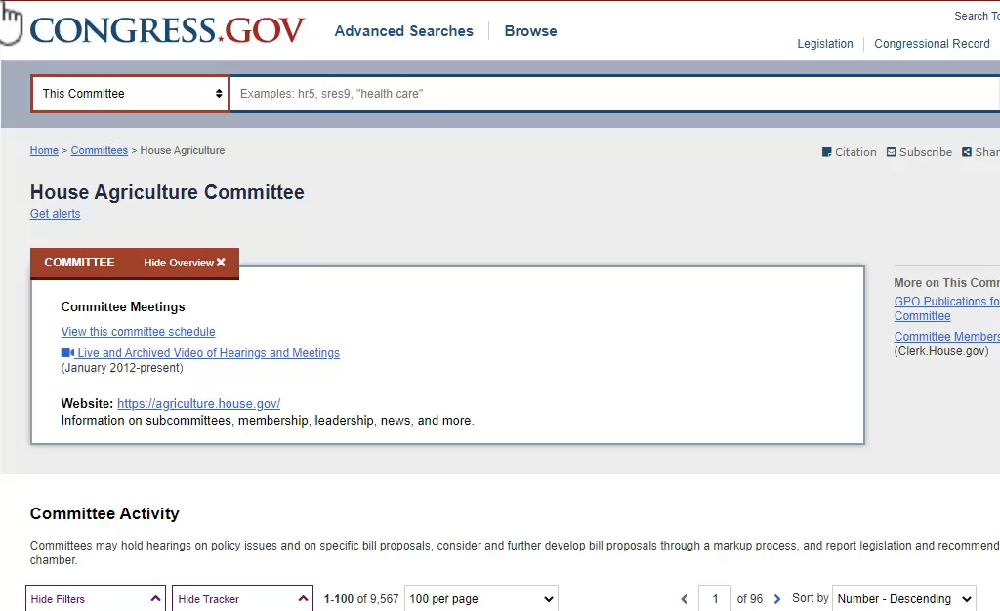 CONGRESS.GOV Advanced Searches Browse
Search To
Legislation Congressional Record
This Committee Examples: hr5, sres9, "health care"
Home > Committees > House Agriculture
Citation Subscribe Shar
House Agriculture Committee
Get alerts
COMMITTEE Hide Overview
Committee Meetings
View this committee schedule
Live and Archived Video of Hearings and Meetings
(January 2012-present)
Website: https://agriculture.house.gov/
Information on subcommittees, membership, leadership, news, and more.
More on This Comm
GPO Publications fo
Committee
Committee Members
(Clerk.House.gov)
Committee Activity
Committees may hold hearings on policy issues and on specific bill proposals, consider and further develop bill proposals through a markup process, and report legislation and recommend
chamber.
Hide Filters Hide Tracker 1-100 of 9,567 100 per page 1 of 96 Sort by Number - Descending